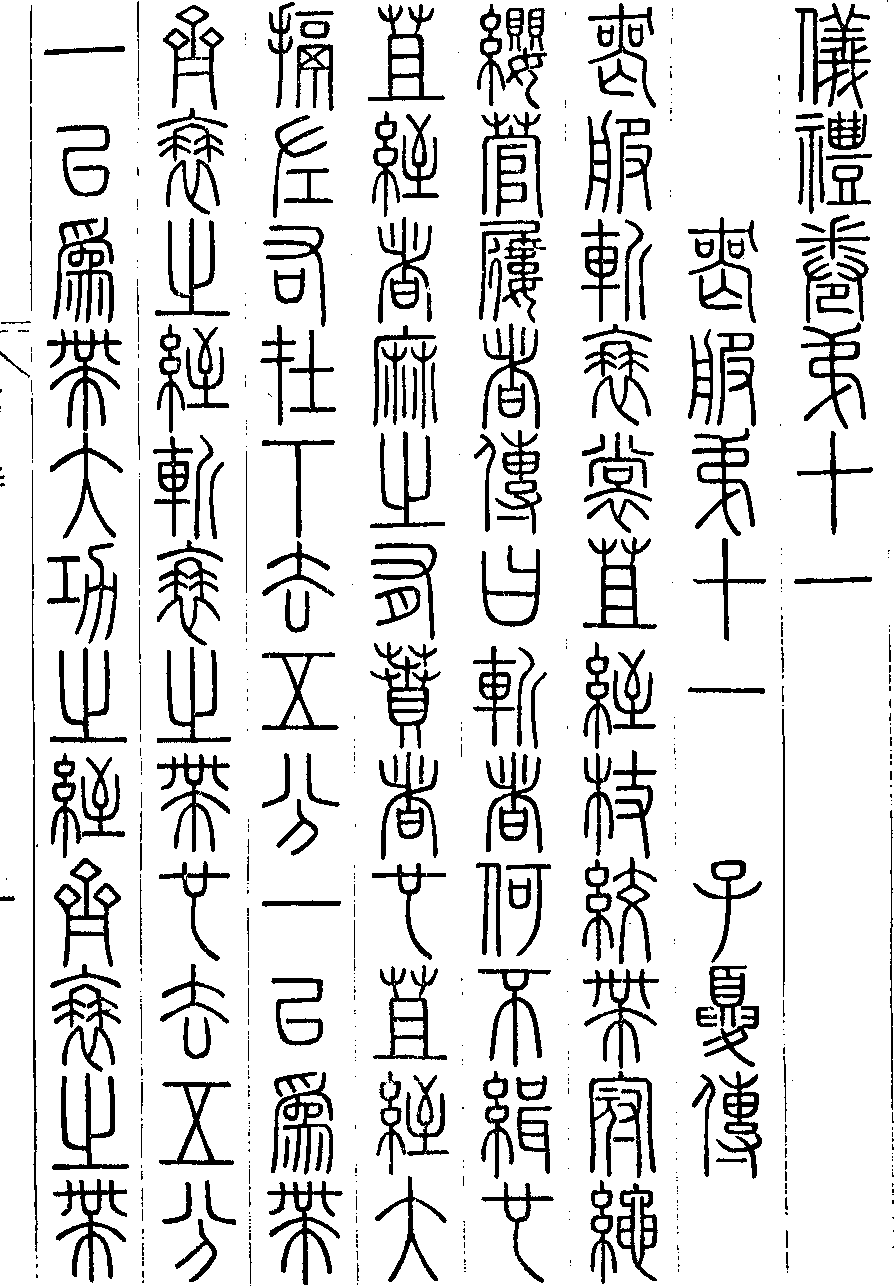 儀禮卷弟十一
喪服弟十一 子夏傳
喪服斬衰裳苴絰杖絞帶冠繩
纓菅屨者傳曰斬者何不緝也
苴絰者麻之有蕡者也苴絰大
搹左右在下去五分一以爲帶
齊衰之絰斬衰之帶也去五分
一以爲帶大功之絰齊衰之帶